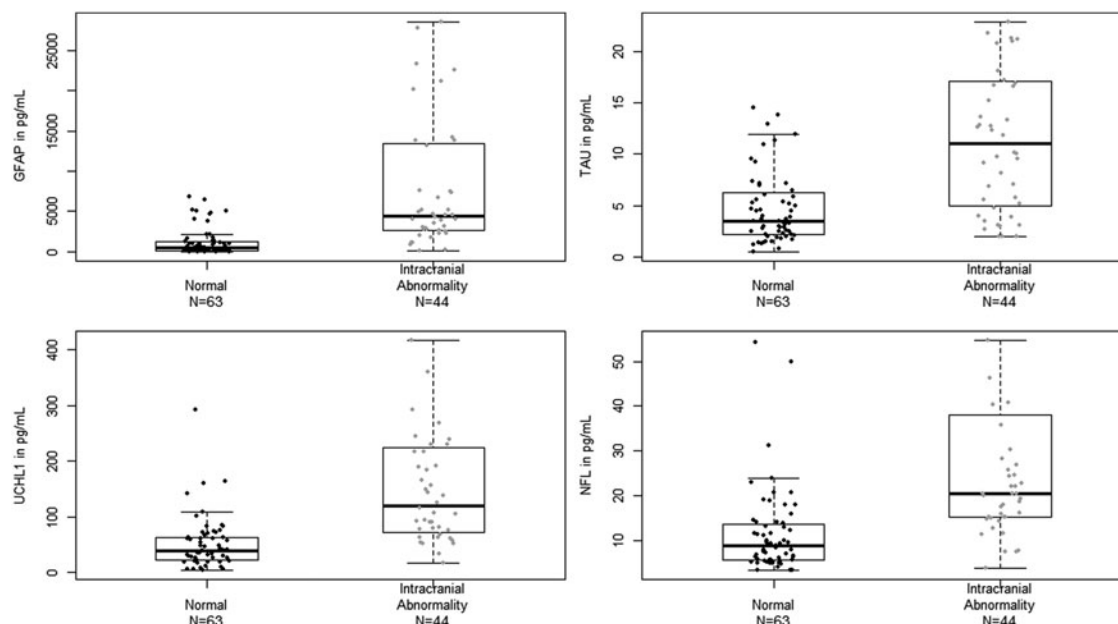 GFAP in pg/mL
25000
15000
5000
0
Normal
N=63
Intracranial
Abnormality
N=44
TAU in pg/mL
20
15
10
5
0
Normal
N=63
Intracranial
Abnormality
N=44
UCHL1 in pg/mL
400
300
200
100
0
Normal
N=63
Intracranial
Abnormality
N=44
NFL in pg/mL
50
40
30
20
10
Normal
N=63
Intracranial
Abnormality
N=44